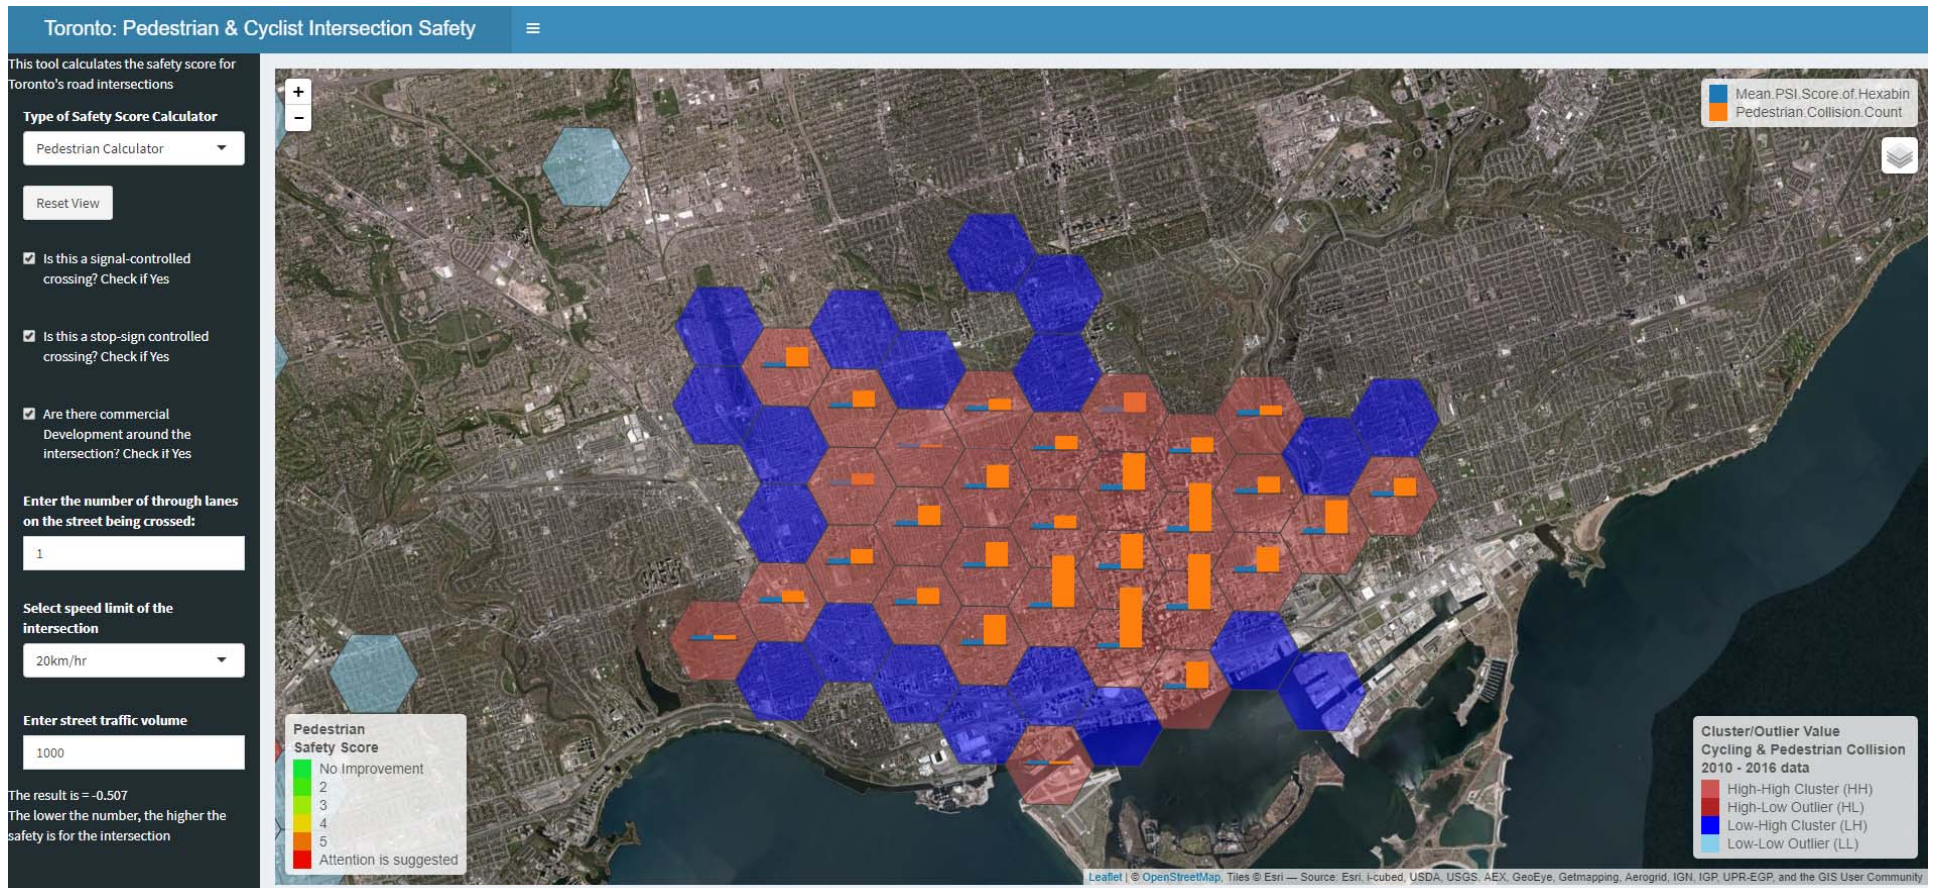 Toronto: Pedestrian & Cyclist Intersection Safety
This tool calculates the safety score for
Toronto's road intersections
Type of Safety Score Calculator
Pedestrian Calculator
Reset View
Is this a signal-controlled
crossing? Check if Yes
Is this a stop-sign controlled
crossing? Check if Yes
Are there commercial
Development around the
intersection? Check if Yes
Enter the number of through lanes
on the street being crossed:
1
Select speed limit of the
intersection
20km/hr
Enter street traffic volume
1000
The result is = -0.507
The lower the number, the higher the
safety is for the intersection
+
−
Mean.PSI.Score.of.Hexabin
Pedestrian.Collision.Count
Pedestrian
Safety Score
No Improvement
2
3
4
5
Attention is suggested
Cluster/Outlier Value
Cycling & Pedestrian Collision
2010 - 2016 data
High-High Cluster (HH)
High-Low Outlier (HL)
Low-High Cluster (LH)
Low-Low Outlier (LL)
Leaflet | © OpenStreetMap, Tiles © Esri — Source: Esri, i-cubed, USDA, USGS, AEX, GeoEye, Getmapping, Aerogrid, IGN, IGP, UPR-EGP, and the GIS User Community